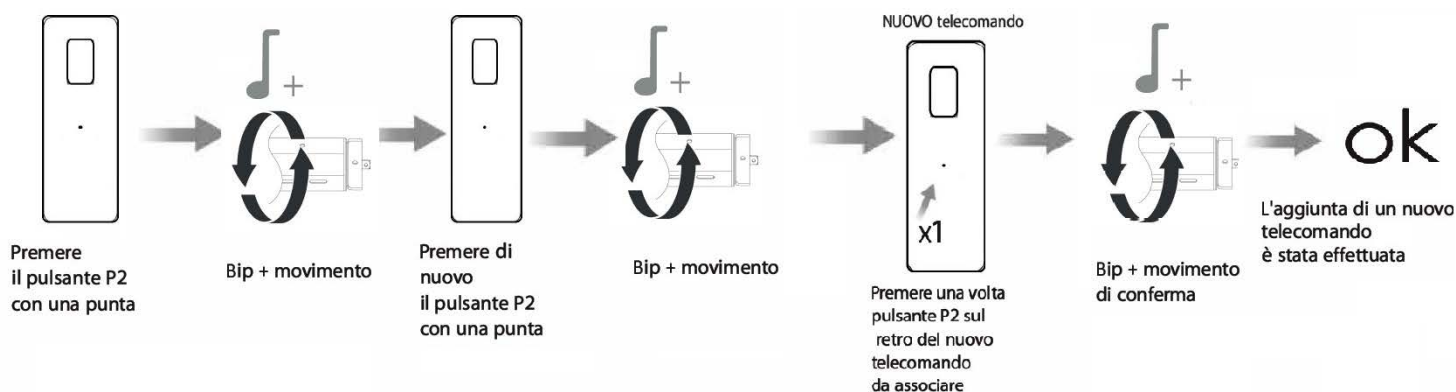 Premere
il pulsante P2
con una punta
Bip + movimento
Premere di
nuovo
il pulsante P2
con una punta
Bip + movimento
NUOVO telecomando
x1
Premere una volta
pulsante P2 sul
retro del nuovo
telecomando
da associare
Bip + movimento
di conferma
ok
L'aggiunta di un nuovo
telecomando
è stata effettuata